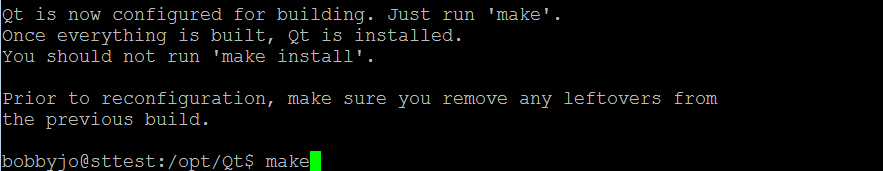 Qt is now configured for building. Just run 'make'.
Once everything is built, Qt is installed.
You should not run 'make install'.
Prior to reconfiguration, make sure you remove any leftovers from
the previous build.
bobbyjo@sttest:/opt/Qt$ make